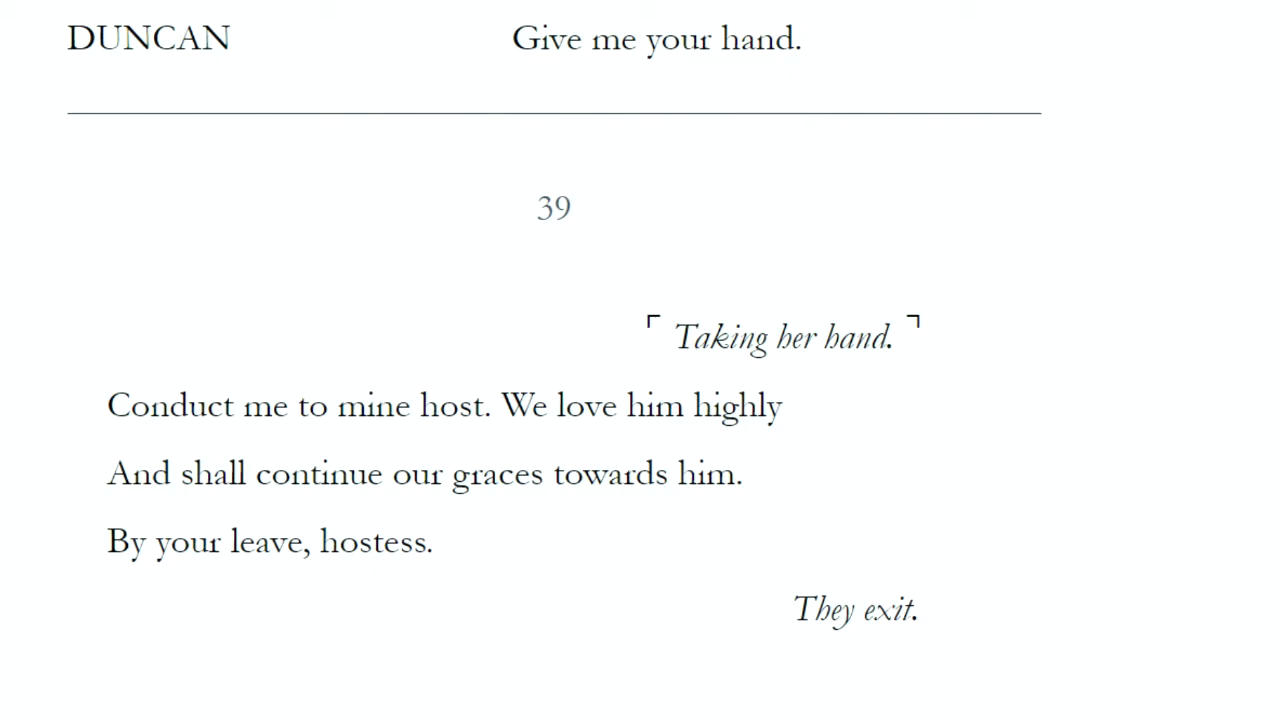 DUNCAN Give me your hand.
39
⌜Taking her hand.⌝
Conduct me to mine host. We love him highly
And shall continue our graces towards him.
By your leave, hostess.
They exit.